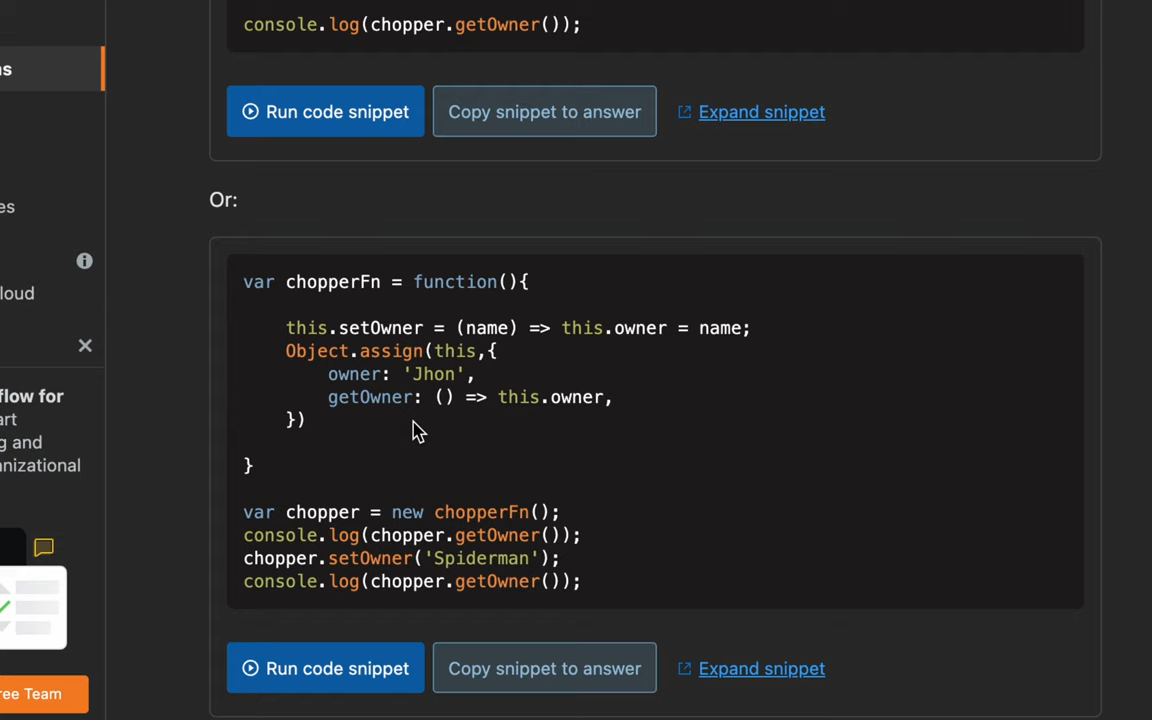 console.log(chopper.getOwner());
ns
Run code snippet
Copy snippet to answer
Expand snippet
es
Or:
loud
var chopperFn = function(){
this.setOwner = (name) => this.owner = name;
Object.assign(this,{
owner: 'Jhon',
getOwner: () => this.owner,
})
}
flow for
art
g and
anizational
var chopper = new chopperFn();
console.log(chopper.getOwner());
chopper.setOwner('Spiderman');
console.log(chopper.getOwner());
Run code snippet
Copy snippet to answer
Expand snippet
ree Team